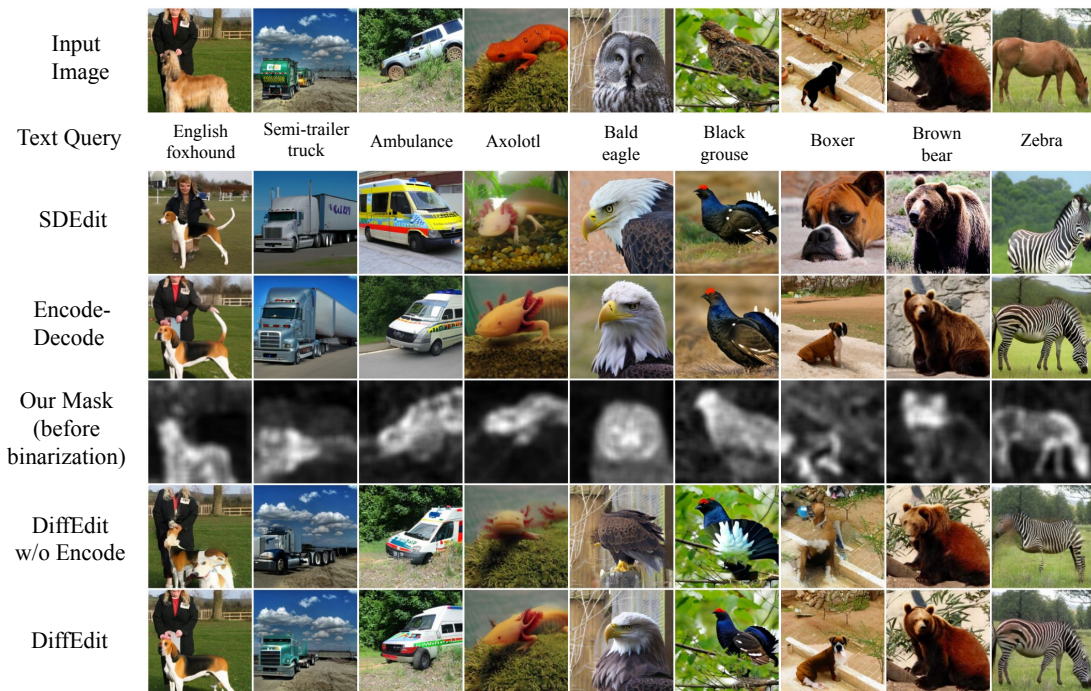 Input
Image
Text Query
English
foxhound
Semi-trailer
truck
Ambulance
Axolotl
Bald
eagle
Black
grouse
Boxer
Brown
bear
Zebra
SDEdit
Encode-
Decode
Our Mask
(before
binarization)
DiffEdit
w/o Encode
DiffEdit